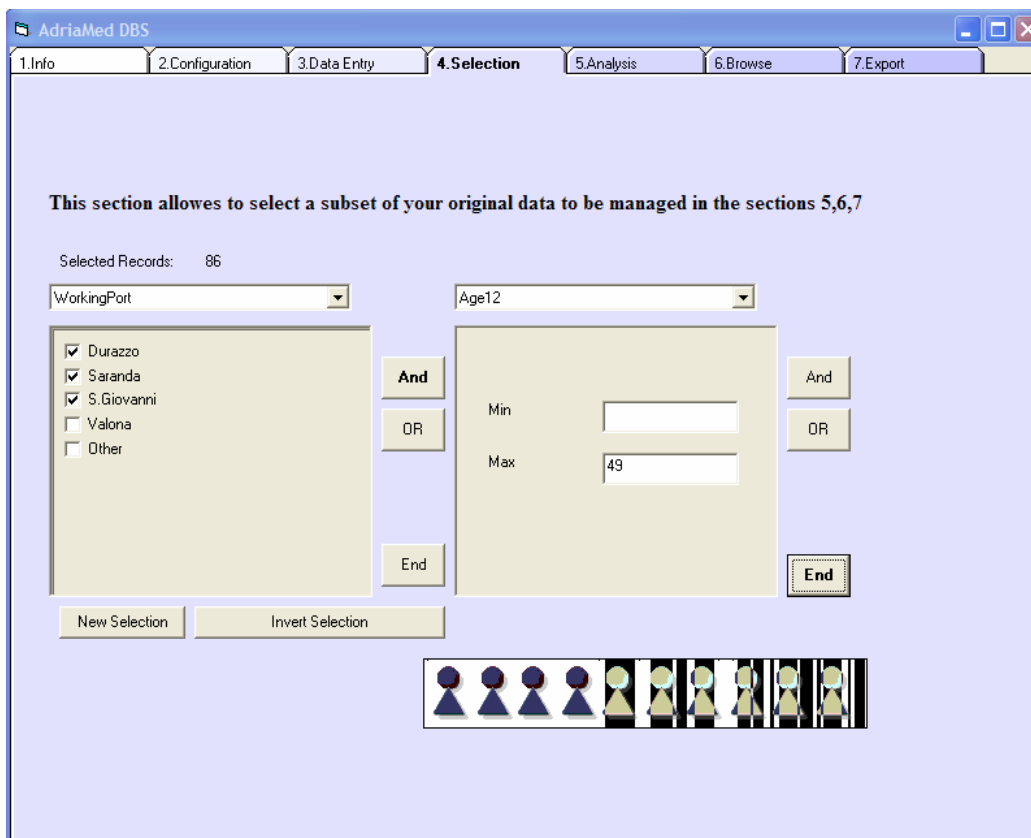 AdriaMed DBS
1.Info 2.Configuration 3.Data Entry 4.Selection 5.Analysis 6.Browse 7.Export
This section allowes to select a subset of your original data to be managed in the sections 5,6,7
Selected Records: 86
WorkingPort Age12
Durazzo
Saranda
S.Giovanni
Valona
Other
And
OR
End
Min
Max 49
And
OR
End
New Selection Invert Selection